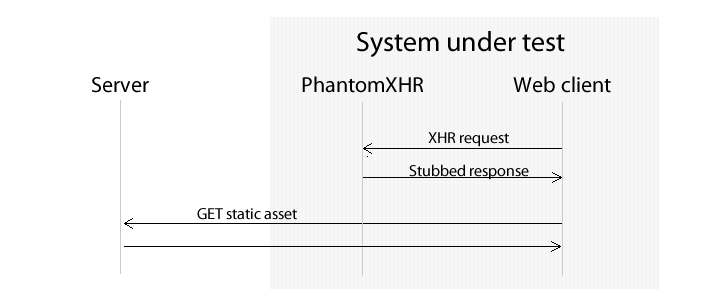 System under test
Server
PhantomXHR
Web client
XHR request
Stubbed response
GET static asset